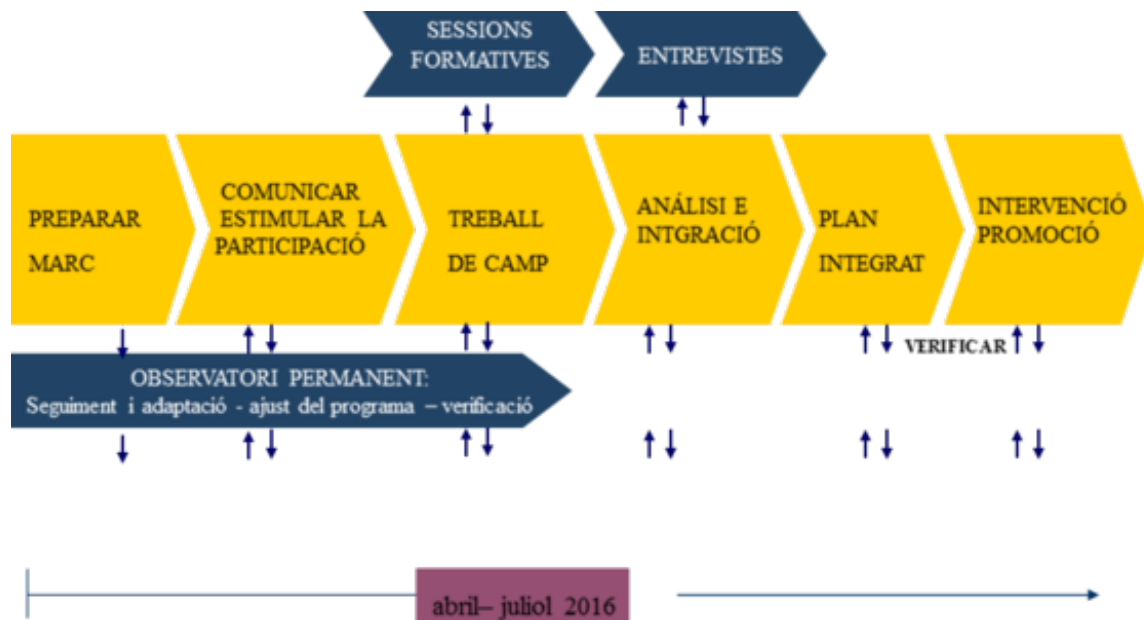 SESSIONS
FORMATIVES
ENTREVISTES
PREPARAR
MARC
COMUNICAR
ESTIMULAR LA
PARTICIPACIÓ
TREBALL
DE CAMP
ANÁLISI E
INTGRACIÓ
PLAN
INTEGRAT
INTERVENCIÓ
PROMOCIÓ
VERIFICAR
OBSERVATORI PERMANENT:
Seguiment i adaptació - ajust del programa – verificació
abril– juliol 2016